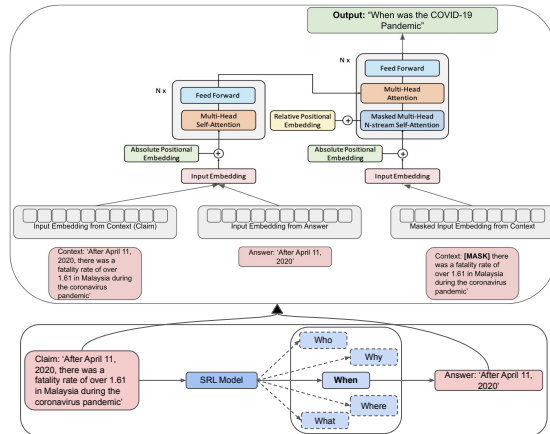 Output: “When was the COVID-19
Pandemic”
N x
Feed Forward
Multi-Head
Attention
Masked Multi-Head
N-stream Self-Attention
Relative Positional
Embedding
N x
Feed Forward
Multi-Head
Self-Attention
Absolute Positional
Embedding
Input Embedding
Absolute Positional
Embedding
Input Embedding
Input Embedding from Context (Claim)
Input Embedding from Answer
Masked Input Embedding from Context
Context: ‘After April 11,
2020, there was a
fatality rate of over
1.61 in Malaysia during
the coronavirus
pandemic’
Answer: ‘After April 11,
2020’
Context: [MASK] there
was a fatality rate of
over 1.61 in Malaysia
during the coronavirus
pandemic’
Claim: ‘After April 11,
2020, there was a
fatality rate of over 1.61
in Malaysia during the
coronavirus pandemic’
SRL Model
Who
Why
When
Where
What
Answer: ‘After April 11,
2020’